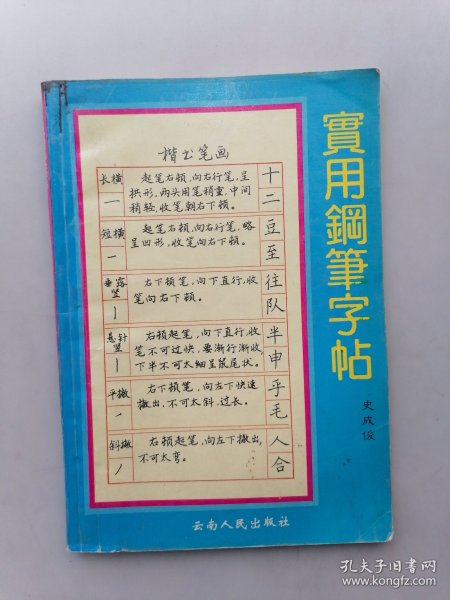 實用鋼筆字帖
史成俊
楷书笔画
长横
起笔右顿,向右行笔,呈
拱形,两头用笔稍重,中间
稍轻,收笔朝右下顿。
十二
短横
起笔右顿,向右行笔,略
呈凹形,收笔向右下顿。
豆至
垂露竖
右下顿笔,向下直行,收
笔向右下顿。
往队
悬针竖
右顿起笔,向下直行,收
笔不可过快,要渐行渐收,
下半不可太细呈鼠尾状。
半申
平撇
右下顿笔,向左下快速
撇出,不可太斜、过长。
乎毛
斜撇
右顿起笔,向左下撇出,
不可太弯。
人合
云南人民出版社
孔夫子旧书网
www.kongfz.com